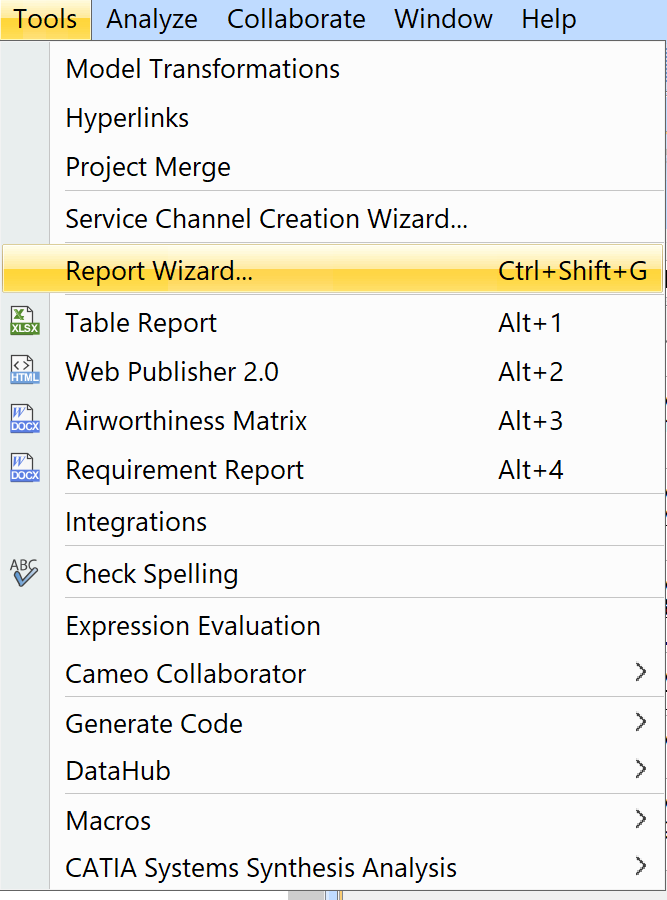 Tools Analyze Collaborate Window Help
Model Transformations
Hyperlinks
Project Merge
Service Channel Creation Wizard...
Report Wizard... Ctrl+Shift+G
XLSX Table Report Alt+1
HTML Web Publisher 2.0 Alt+2
W DOCX Airworthiness Matrix Alt+3
W DOCX Requirement Report Alt+4
Integrations
ABC Check Spelling
Expression Evaluation
Cameo Collaborator
Generate Code
DataHub
Macros
CATIA Systems Synthesis Analysis